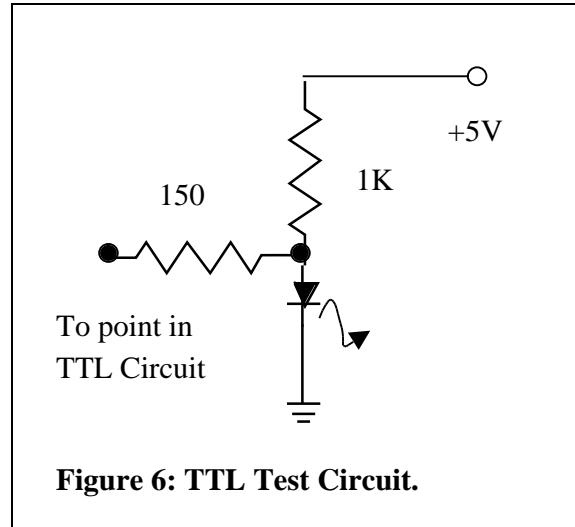 +5V
1K
150
To point in
TTL Circuit
Figure 6: TTL Test Circuit.